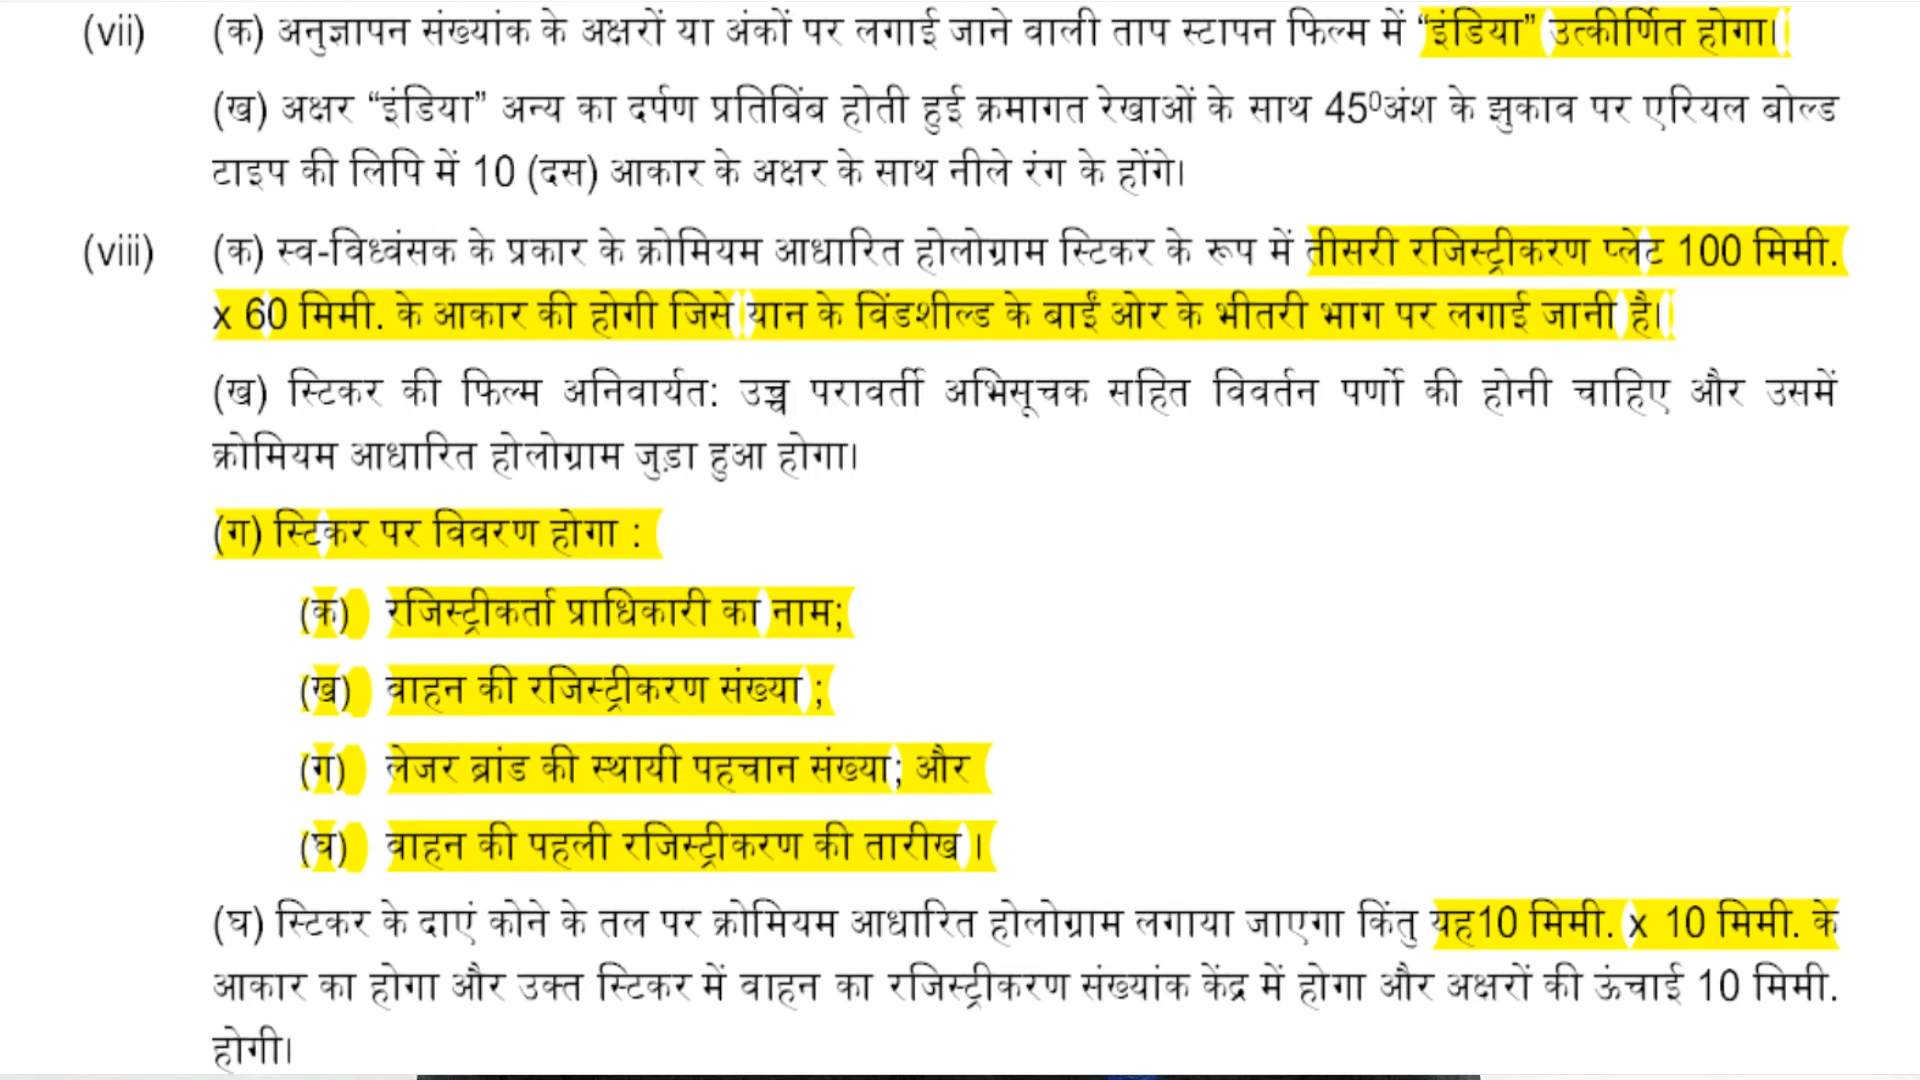 (vii) (क) अनुज्ञापन संख्यांक के अक्षरों या अंकों पर लगाई जाने वाली ताप स्टापन फिल्म में “इंडिया” उत्कीर्णित होगा।
(ख) अक्षर “इंडिया” अन्य का दर्पण प्रतिबिंब होती हुई क्रमागत रेखाओं के साथ 45⁰अंश के झुकाव पर एरियल बोल्ड
टाइप की लिपि में 10 (दस) आकार के अक्षर के साथ नीले रंग के होंगे।
(viii) (क) स्व-विध्वंसक के प्रकार के क्रोमियम आधारित होलोग्राम स्टिकर के रूप में तीसरी रजिस्ट्रीकरण प्लेट 100 मिमी.
x 60 मिमी. के आकार की होगी जिसे यान के विंडशील्ड के बाईं ओर के भीतरी भाग पर लगाई जानी है।
(ख) स्टिकर की फिल्म अनिवार्यत: उच्च परावर्ती अभिसूचक सहित विवर्तन पर्णो की होनी चाहिए और उसमें
क्रोमियम आधारित होलोग्राम जुड़ा हुआ होगा।
(ग) स्टिकर पर विवरण होगा :
(क) रजिस्ट्रीकर्ता प्राधिकारी का नाम;
(ख) वाहन की रजिस्ट्रीकरण संख्या ;
(ग) लेजर ब्रांड की स्थायी पहचान संख्या; और
(घ) वाहन की पहली रजिस्ट्रीकरण की तारीख ।
(घ) स्टिकर के दाएं कोने के तल पर क्रोमियम आधारित होलोग्राम लगाया जाएगा किंतु यह10 मिमी. x 10 मिमी. के
आकार का होगा और उक्त स्टिकर में वाहन का रजिस्ट्रीकरण संख्यांक केंद्र में होगा और अक्षरों की ऊंचाई 10 मिमी.
होगी।